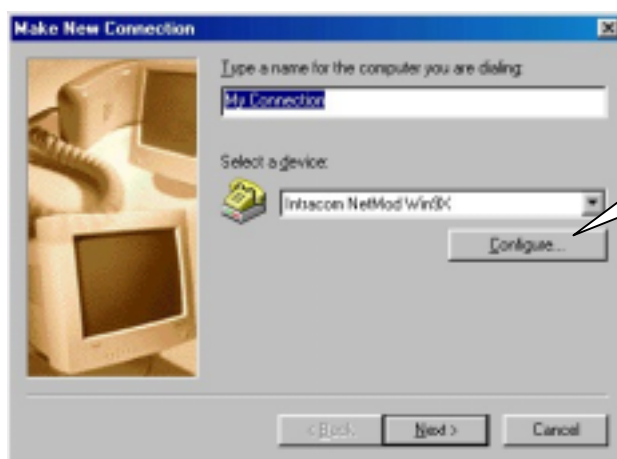 Make New Connection
Type a name for the computer you are dialing:
My Connection
Select a device:
Intracom NetMod Win9X
Configure...
< Back
Next >
Cancel